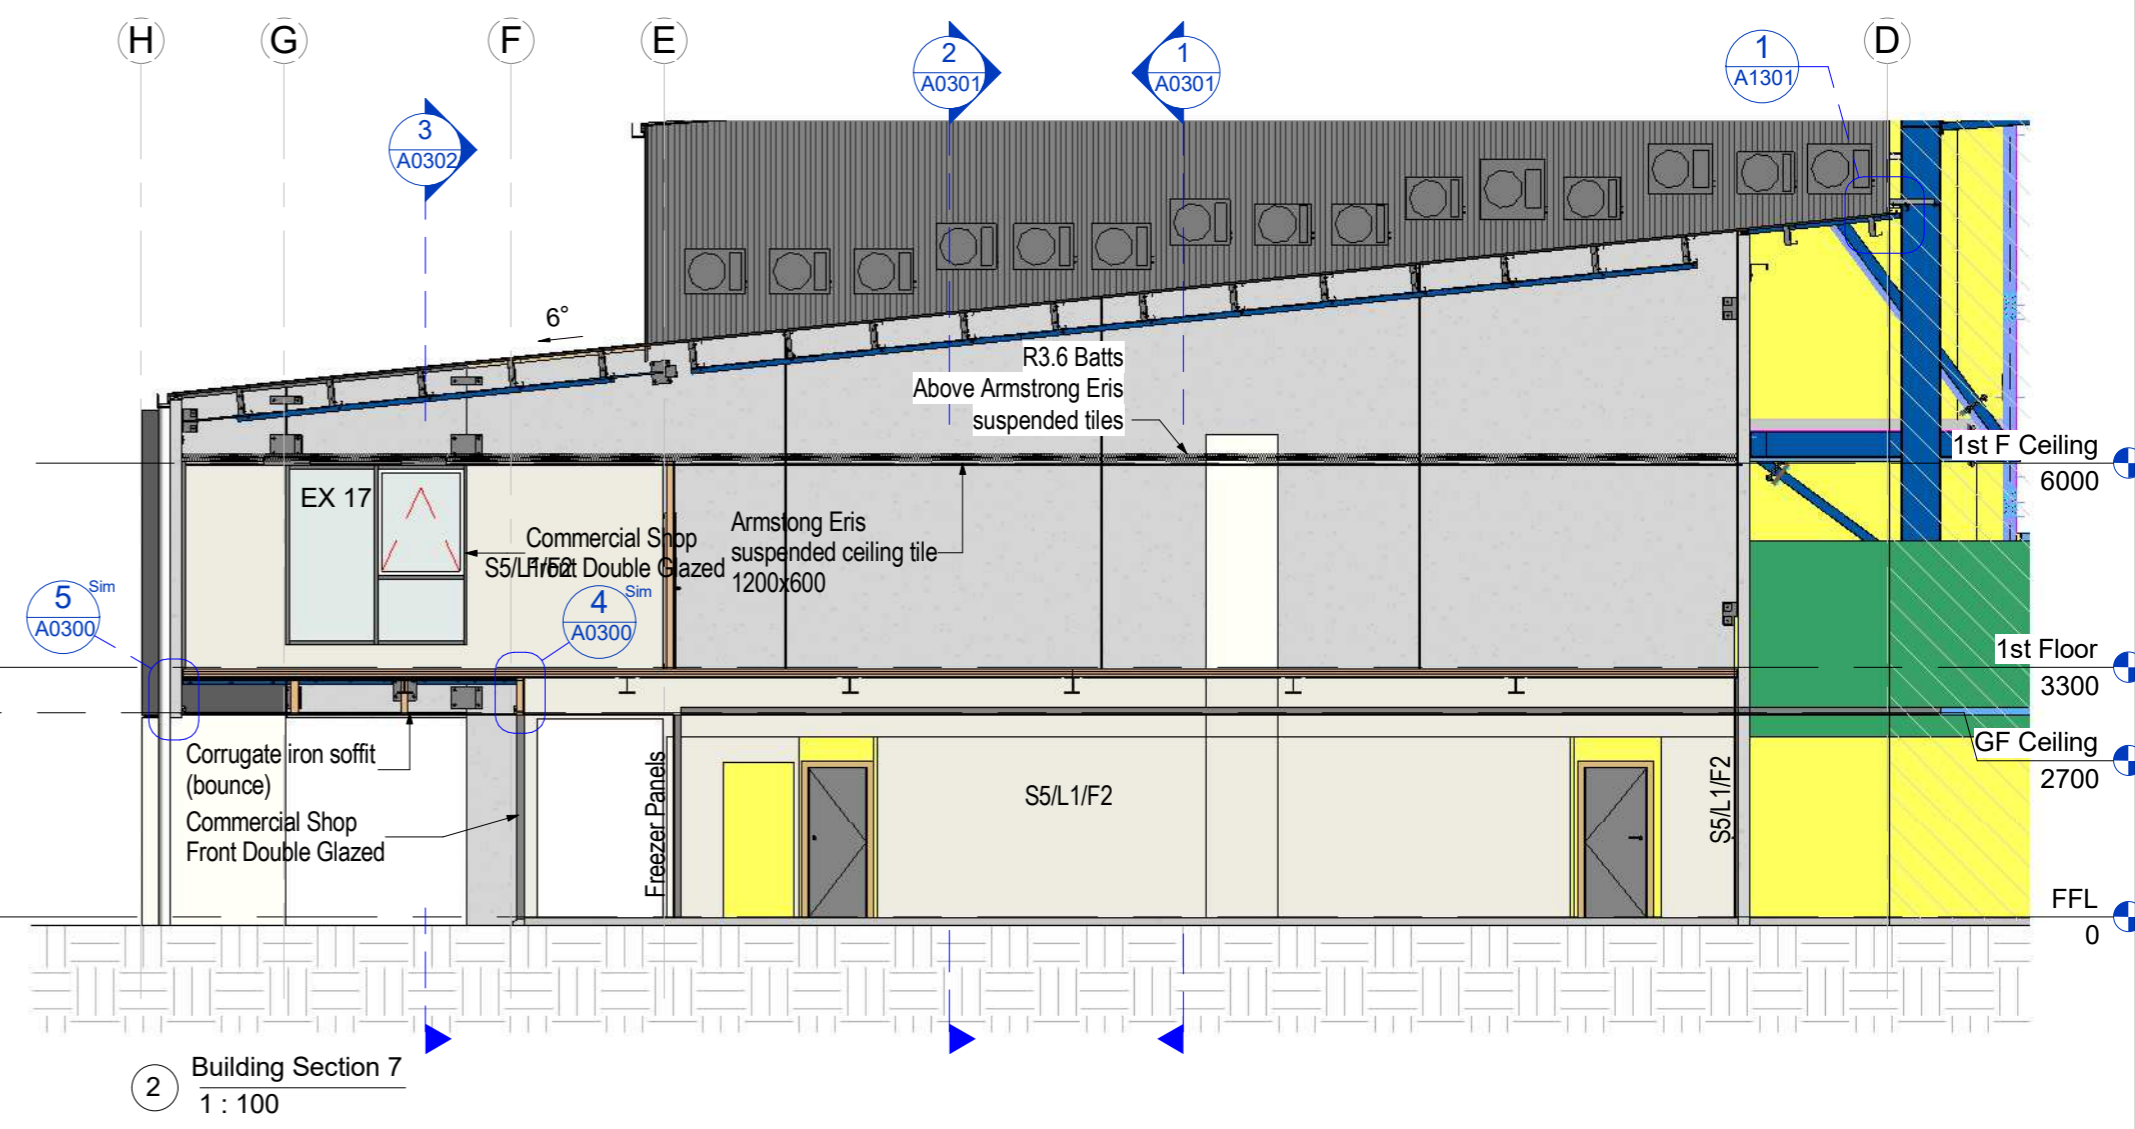 H
G
F
E
D
2
A0301
1
A0301
1
A1301
3
A0302
6°
R3.6 Batts
Above Armstrong Eris
suspended tiles
1st F Ceiling
6000
EX 17
Commercial Shop
Front Double Glazed
S5/L1/F2
Armstong Eris
suspended ceiling tile
1200x600
5
A0300
Sim
4
A0300
Sim
1st Floor
3300
Corrugate iron soffit
(bounce)
Commercial Shop
Front Double Glazed
Freezer Panels
S5/L1/F2
S5/L1/F2
GF Ceiling
2700
FFL
0
2
Building Section 7
1 : 100